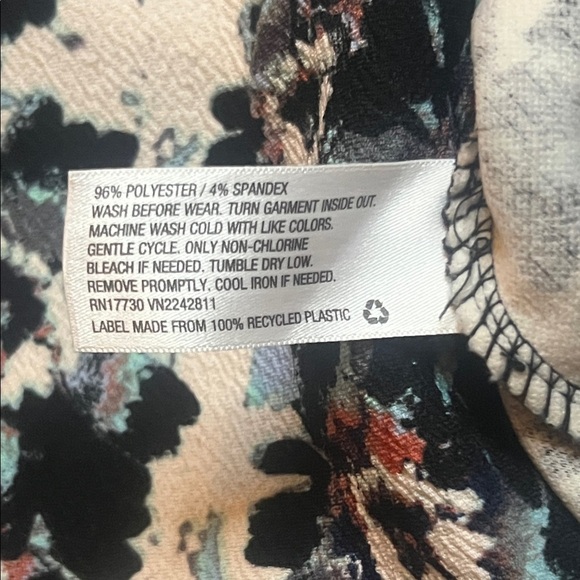 96% POLYESTER / 4% SPANDEX
WASH BEFORE WEAR. TURN GARMENT INSIDE OUT.
MACHINE WASH COLD WITH LIKE COLORS.
GENTLE CYCLE. ONLY NON-CHLORINE
BLEACH IF NEEDED. TUMBLE DRY LOW.
REMOVE PROMPTLY. COOL IRON IF NEEDED.
RN17730 VN2242811
LABEL MADE FROM 100% RECYCLED PLASTIC